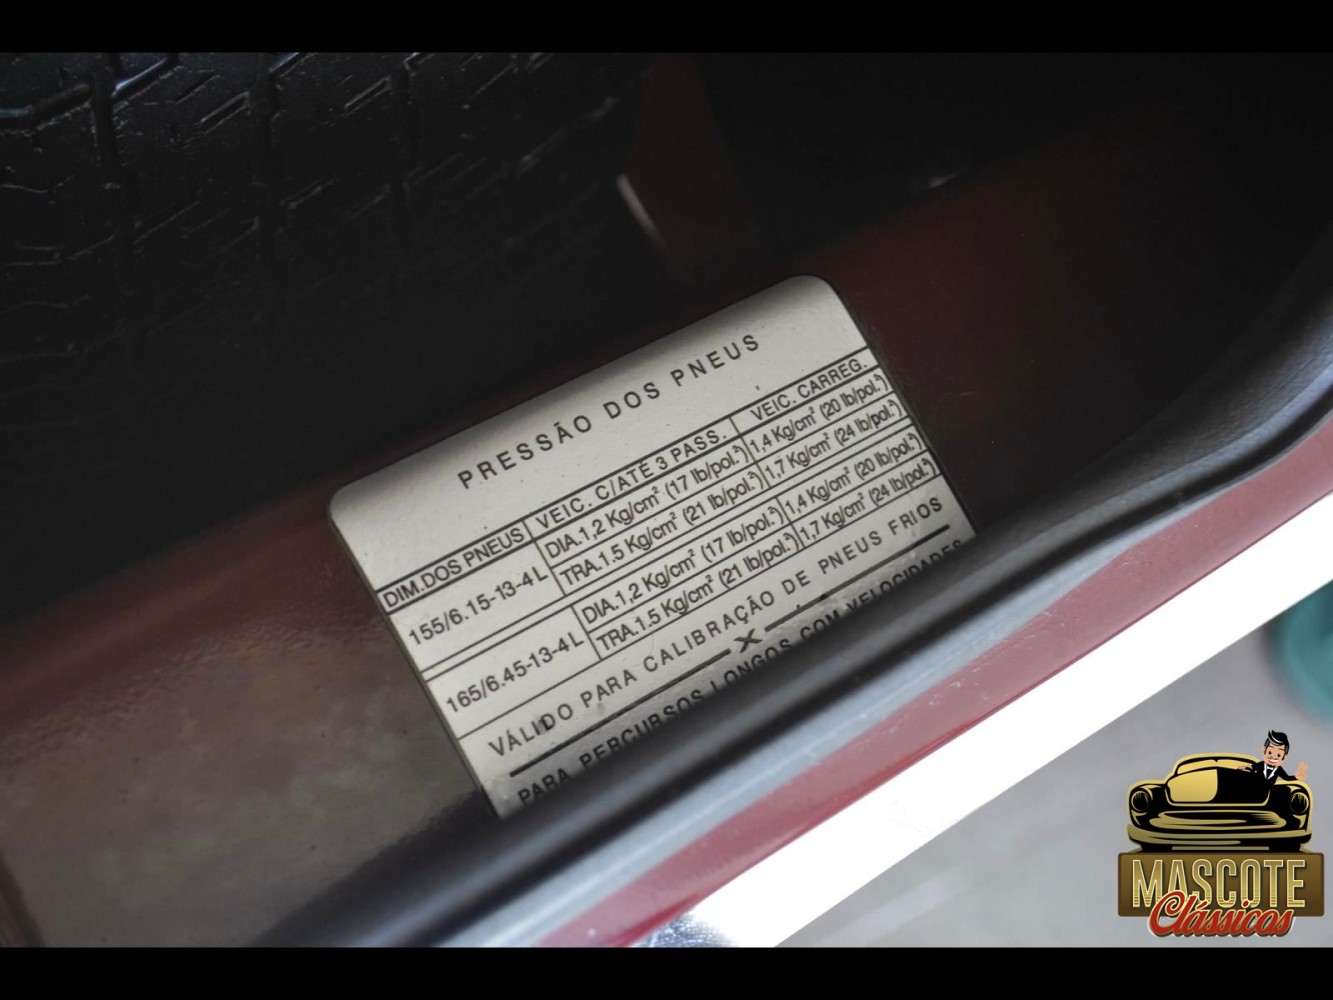 PRESSÃO DOS PNEUS
DIM.DOS PNEUS VEIC. C/ATÉ 3 PASS. VEIC. CARREG.
155/6.15-13-4L DIA.1,2 Kg/cm² (17 lb/pol.²) 1,4 Kg/cm² (20 lb/pol.²)
TRA.1.5 Kg/cm² (21 lb/pol.²) 1,7 Kg/cm² (24 lb/pol.²)
165/6.45-13-4L DIA.1,2 Kg/cm² (17 lb/pol.²) 1,4 Kg/cm² (20 lb/pol.²)
TRA.1.5 Kg/cm² (21 lb/pol.²) 1,7 Kg/cm² (24 lb/pol.²)
VÁLIDO PARA CALIBRAÇÃO DE PNEUS FRIOS
X
PARA PERCURSOS LONGOS COM VELOCIDADES
MASCOTE
Clássicos